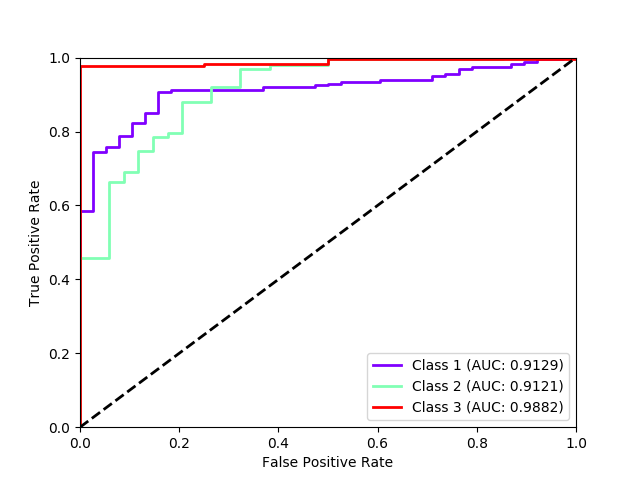 1.0
0.8
0.6
0.4
0.2
0.0
True Positive Rate
0.0 0.2 0.4 0.6 0.8 1.0
False Positive Rate
Class 1 (AUC: 0.9129)
Class 2 (AUC: 0.9121)
Class 3 (AUC: 0.9882)